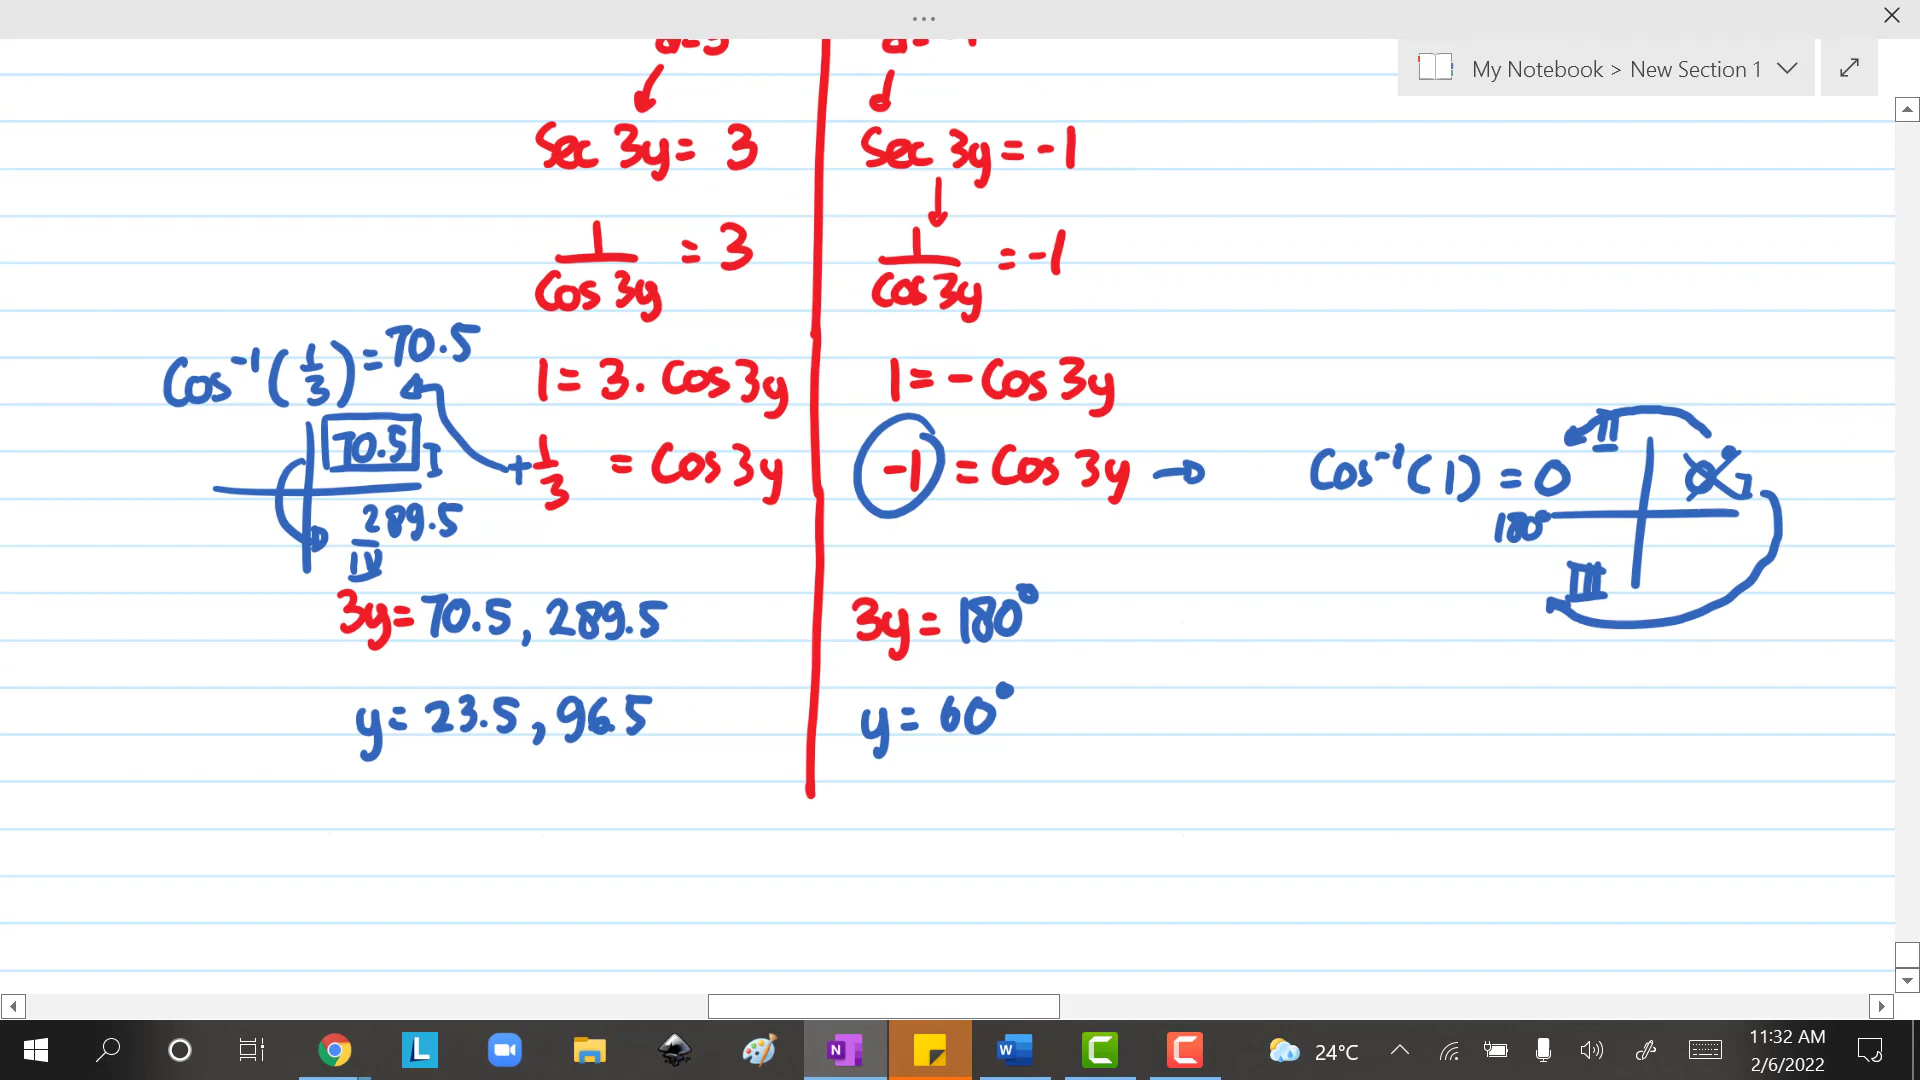 My Notebook > New Section 1
Sec 3y = 3
1/Cos 3y = 3
1 = 3 . Cos 3y
Cos⁻¹(1/3) = 70.5
70.5 I
289.5
IV
+1/3 = Cos 3y
3y = 70.5, 289.5
y = 23.5, 96.5
Sec 3y = -1
1/Cos 3y = -1
1 = - Cos 3y
-1 = Cos 3y
3y = 180°
y = 60°
Cos⁻¹(1) = 0
II
0° I
180°
III
24°C
11:32 AM
2/6/2022